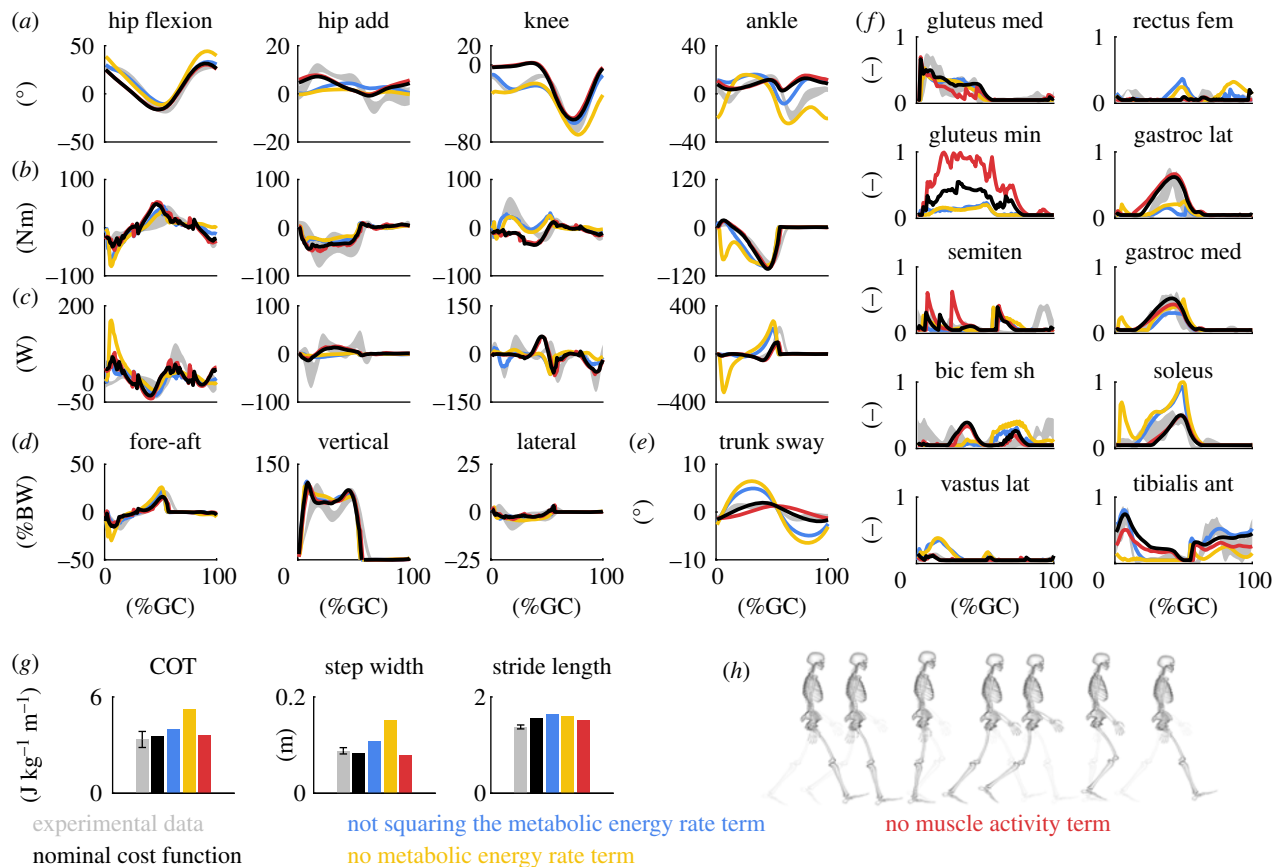 (a) hip flexion hip add knee ankle (f) gluteus med rectus fem
50 20 20 40 1 1
0 0 0 0 0 0
–50 –20 –80 –40
(°) (–)
gluteus min gastroc lat
1 1
0 0
(–)
(b) 100 100 100 120
0 0 0 0
–100 –100 –100 –120
(Nm)
semiten gastroc med
1 1
0 0
(–)
(c) 200 100 150 400
0 0 0 0
–50 –100 –150 –400
(W)
bic fem sh soleus
1 1
0 0
(–)
(d) fore-aft vertical lateral (e) trunk sway
50 150 25 10
0 0 0
–50 –25 –10
(%BW) (°)
0 100 0 100 0 100 0 100
(%GC) (%GC) (%GC) (%GC)
vastus lat tibialis ant
1 1
0 0
(–)
0 100 0 100
(%GC) (%GC)
(g) COT step width stride length (h)
6 0.2 2
0 0 0
(J kg–1 m–1) (m)
experimental data not squaring the metabolic energy rate term no muscle activity term
nominal cost function no metabolic energy rate term